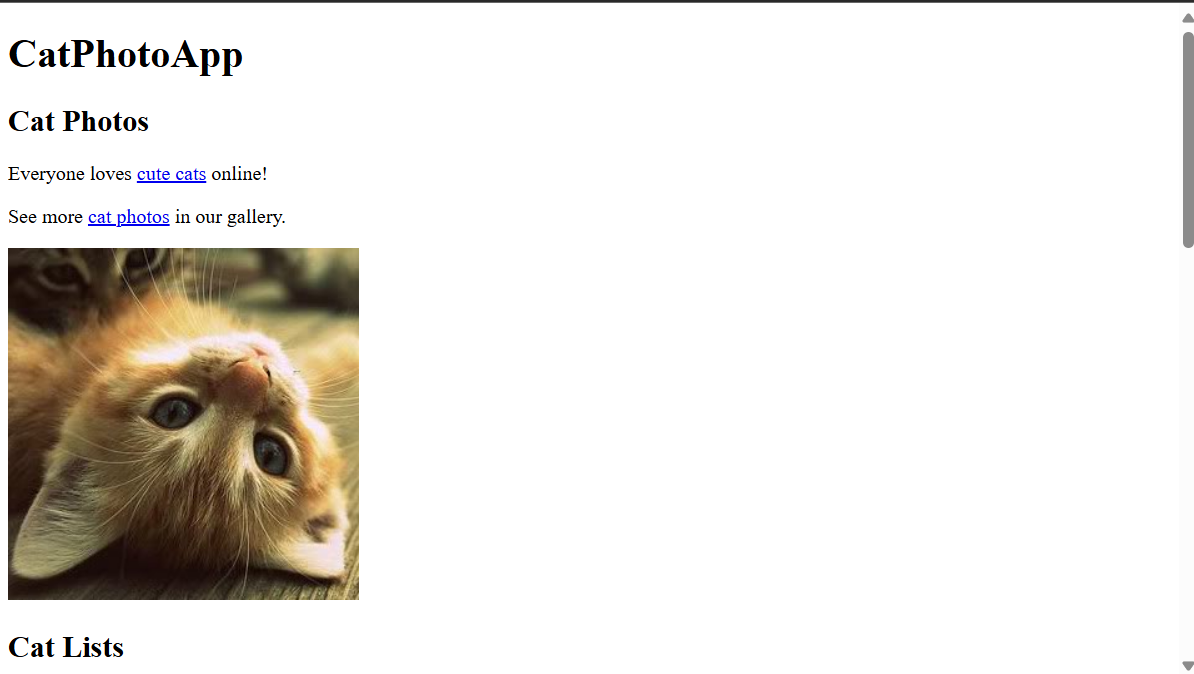 CatPhotoApp
Cat Photos
Everyone loves cute cats online!
See more cat photos in our gallery.
Cat Lists